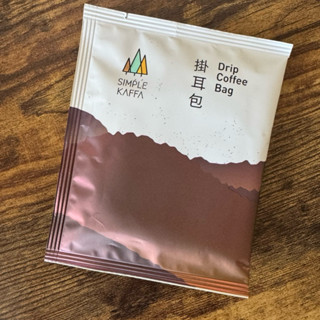 SIMPLE
KAFFA
掛耳包
Drip
Coffee
Bag